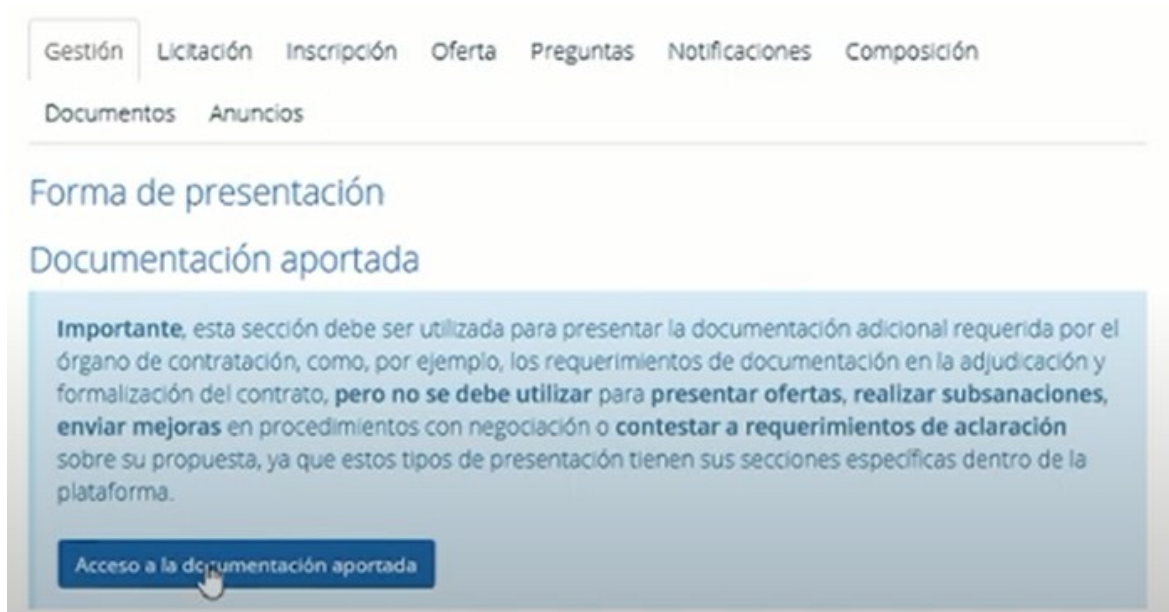 Gestión Licitación Inscripción Oferta Preguntas Notificaciones Composición
Documentos Anuncios
Forma de presentación
Documentación aportada
Importante, esta sección debe ser utilizada para presentar la documentación adicional requerida por el
órgano de contratación, como, por ejemplo, los requerimientos de documentación en la adjudicación y
formalización del contrato, pero no se debe utilizar para presentar ofertas, realizar subsanaciones,
enviar mejoras en procedimientos con negociación o contestar a requerimientos de aclaración
sobre su propuesta, ya que estos tipos de presentación tienen sus secciones específicas dentro de la
plataforma.
Acceso a la documentación aportada